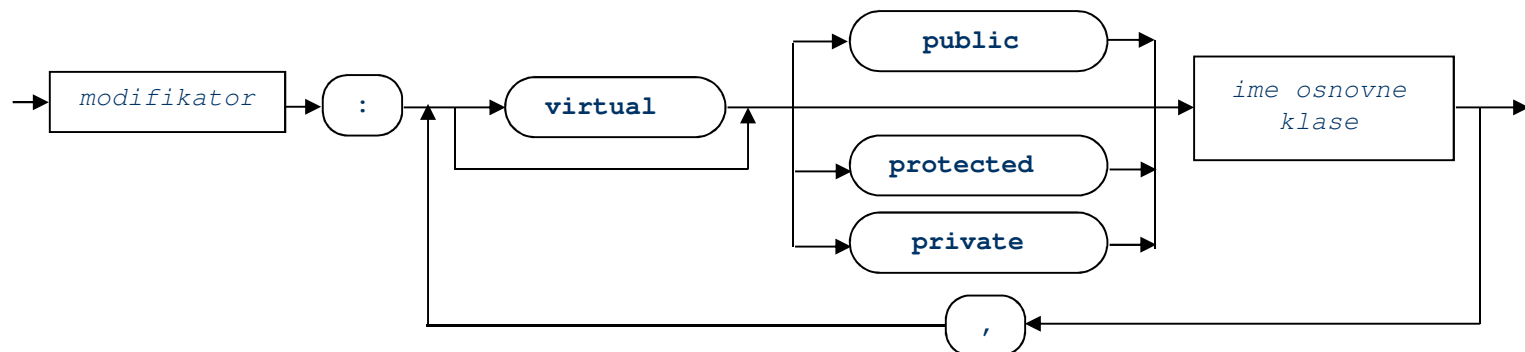 modifikator
:
virtual
public
protected
private
ime osnovne
klase
,